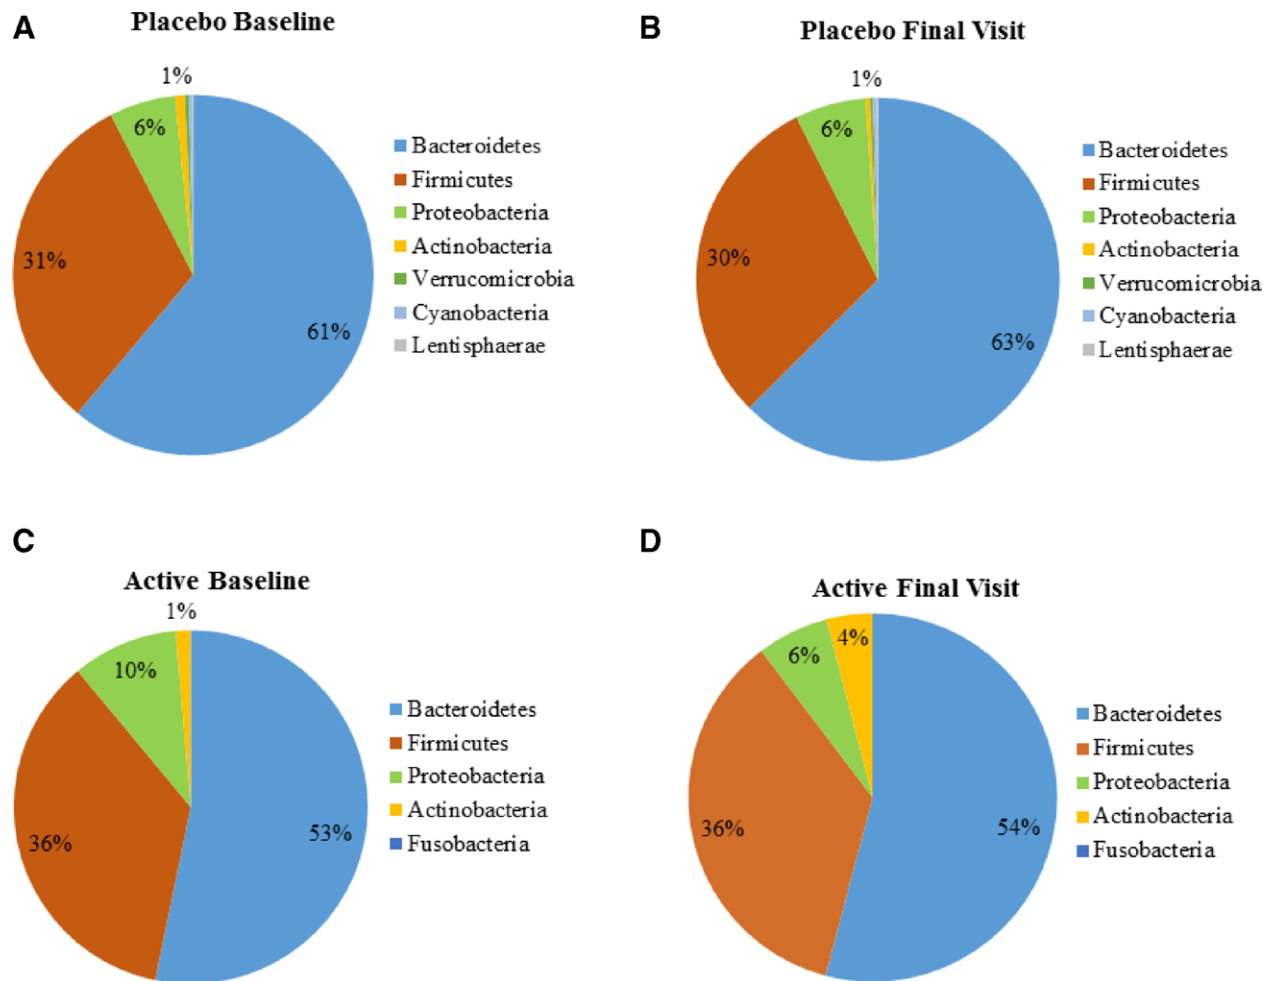 A
Placebo Baseline
1%
6%
31%
61%
Bacteroidetes
Firmicutes
Proteobacteria
Actinobacteria
Verrucomicrobia
Cyanobacteria
Lentisphaerae
B
Placebo Final Visit
1%
6%
30%
63%
Bacteroidetes
Firmicutes
Proteobacteria
Actinobacteria
Verrucomicrobia
Cyanobacteria
Lentisphaerae
C
Active Baseline
1%
10%
36%
53%
Bacteroidetes
Firmicutes
Proteobacteria
Actinobacteria
Fusobacteria
D
Active Final Visit
4%
6%
36%
54%
Bacteroidetes
Firmicutes
Proteobacteria
Actinobacteria
Fusobacteria